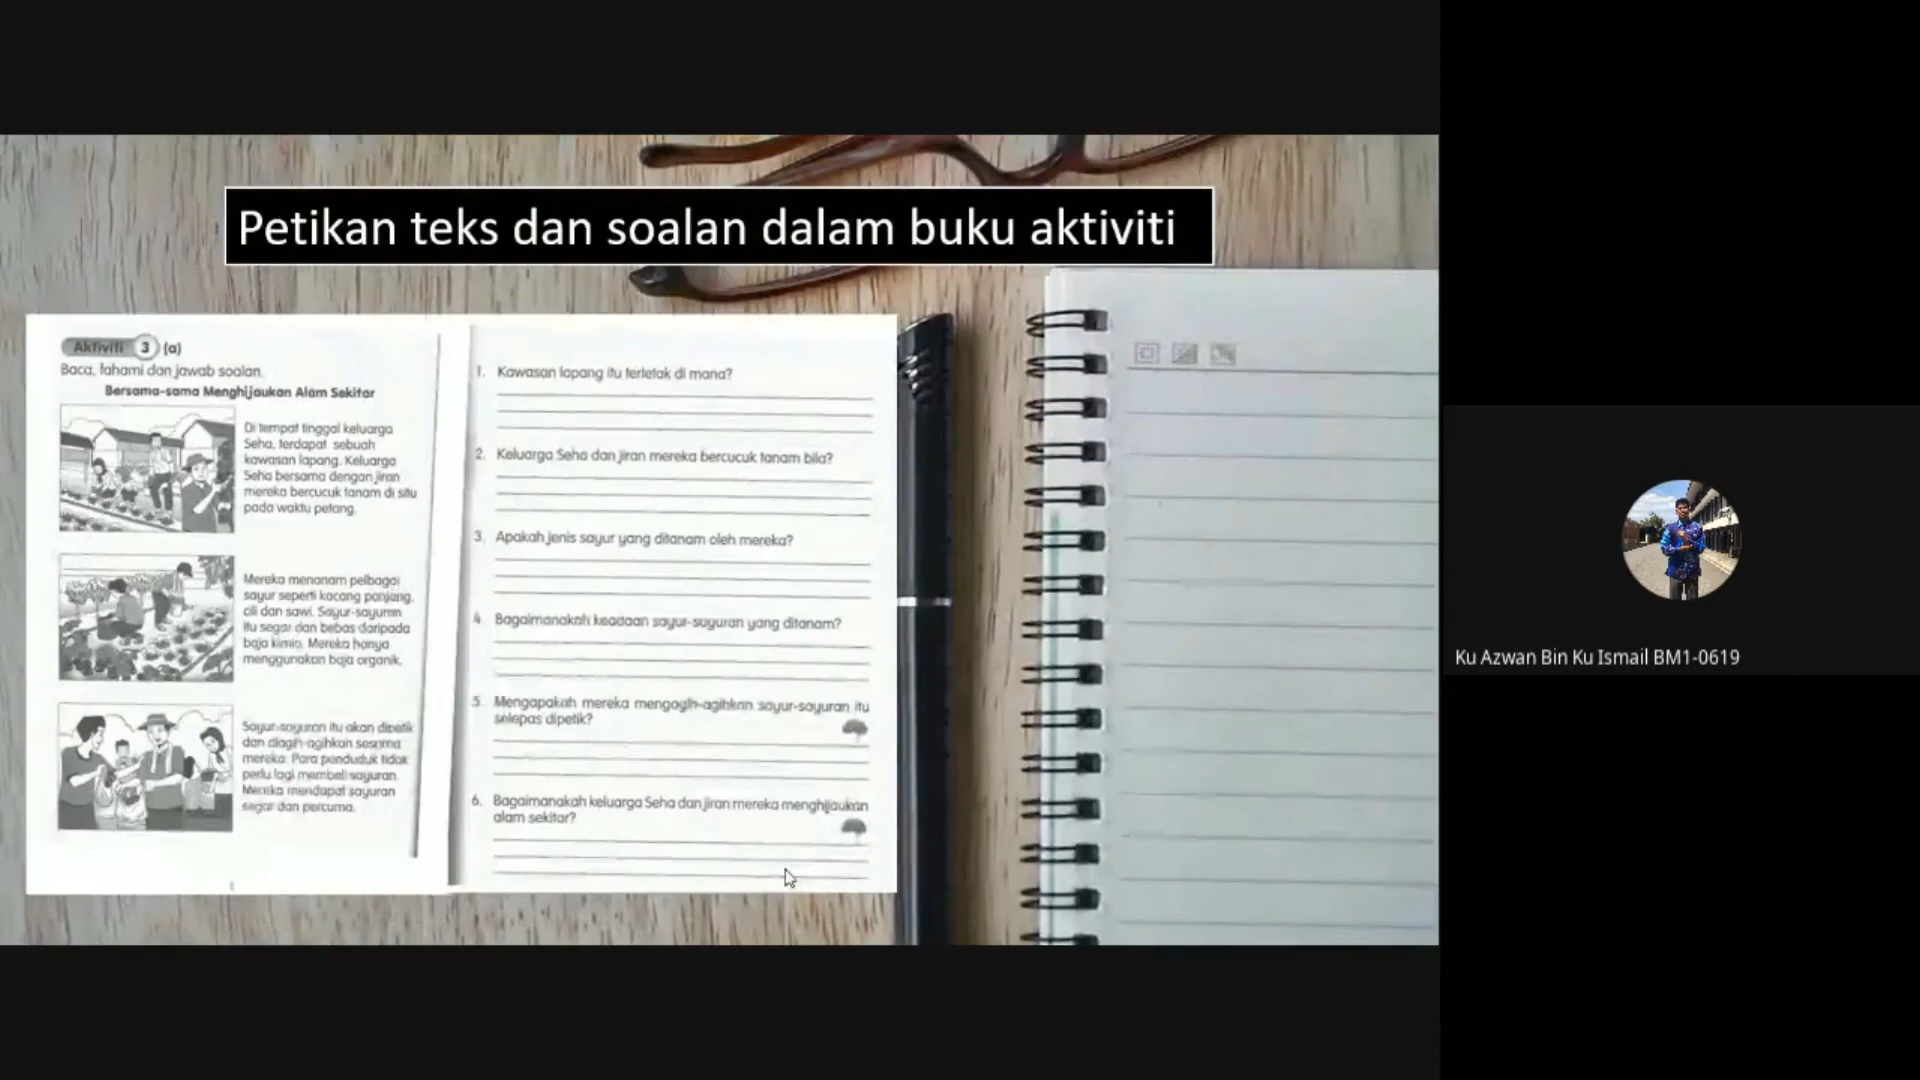 Petikan teks dan soalan dalam buku aktiviti
Aktiviti 3 (a)
Baca, fahami dan jawab soalan.
Bersama-sama Menghijaukan Alam Sekitar
Di tempat tinggal keluarga
Seha, terdapat sebuah
kawasan lapang. Keluarga
Seha bersama dengan jiran
mereka bercucuk tanam di situ
pada waktu petang.
Mereka menanam pelbagai
sayur seperti kacang panjang,
cili dan sawi. Sayur-sayuran
itu segar dan bebas daripada
baja kimia. Mereka hanya
menggunakan baja organik.
Sayur-sayuran itu akan dipetik
dan diagih-agihkan sesama
mereka. Para penduduk tidak
perlu lagi membeli sayuran.
Mereka mendapat sayuran
segar dan percuma.
1. Kawasan lapang itu terletak di mana?
2. Keluarga Seha dan jiran mereka bercucuk tanam bila?
3. Apakah jenis sayur yang ditanam oleh mereka?
4. Bagaimanakah keadaan sayur-sayuran yang ditanam?
5. Mengapakah mereka mengagih-agihkan sayur-sayuran itu
selepas dipetik?
6. Bagaimanakah keluarga Seha dan jiran mereka menghijaukan
alam sekitar?
Ku Azwan Bin Ku Ismail BM1-0619